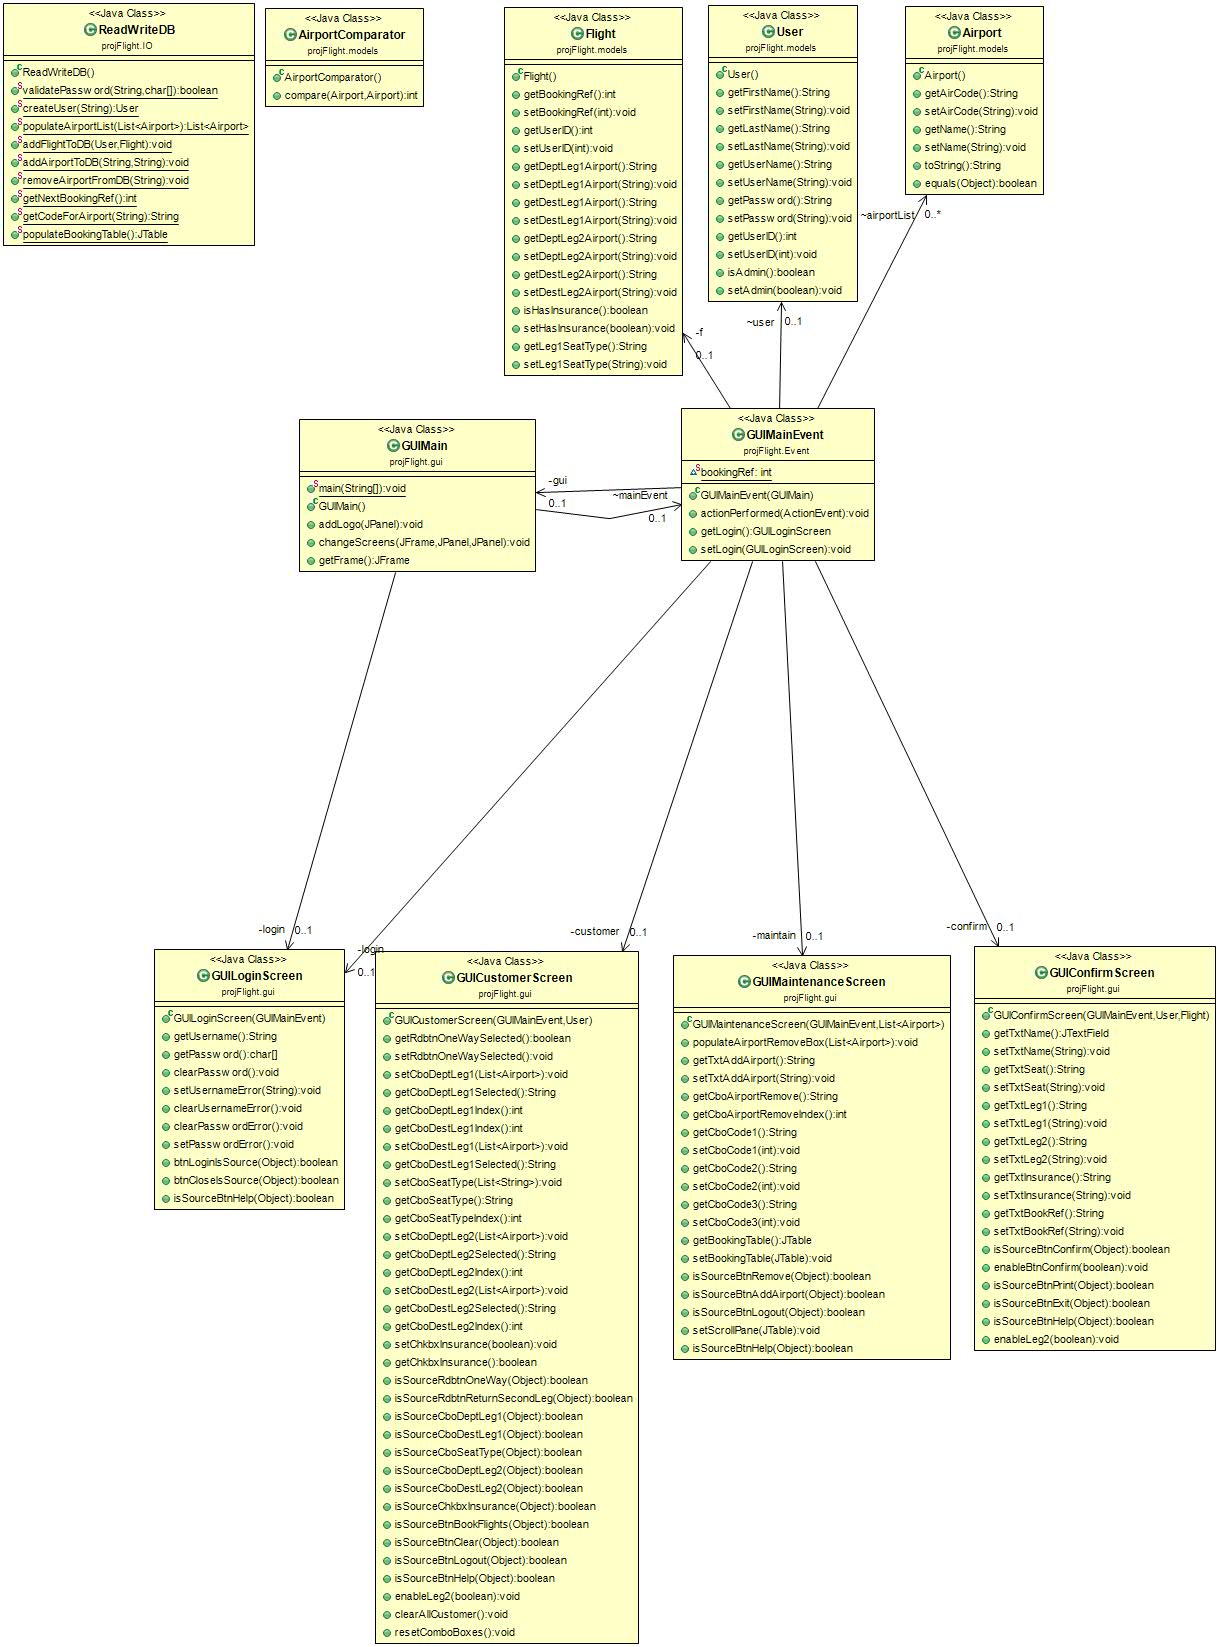 <<Java Class>>
ReadWriteDB
projFlight.IO
ReadWriteDB()
validatePassword(String,char[]):boolean
createUser(String):User
populateAirportList(List<Airport>):List<Airport>
addFlightToDB(User,Flight):void
addAirportToDB(String,String):void
removeAirportFromDB(String):void
getNextBookingRef():int
getCodeForAirport(String):String
populateBookingTable():JTable
<<Java Class>>
AirportComparator
projFlight.models
AirportComparator()
compare(Airport,Airport):int
<<Java Class>>
Flight
projFlight.models
Flight()
getBookingRef():int
setBookingRef(int):void
getUserID():int
setUserID(int):void
getDeptLeg1Airport():String
setDeptLeg1Airport(String):void
getDestLeg1Airport():String
setDestLeg1Airport(String):void
getDeptLeg2Airport():String
setDeptLeg2Airport(String):void
getDestLeg2Airport():String
setDestLeg2Airport(String):void
isHasInsurance():boolean
setHasInsurance(boolean):void
getLeg1SeatType():String
setLeg1SeatType(String):void
<<Java Class>>
User
projFlight.models
User()
getFirstName():String
setFirstName(String):void
getLastName():String
setLastName(String):void
getUserName():String
setUserName(String):void
getPassword():String
setPassword(String):void
getUserID():int
setUserID(int):void
isAdmin():boolean
setAdmin(boolean):void
<<Java Class>>
Airport
projFlight.models
Airport()
getAirCode():String
setAirCode(String):void
getName():String
setName(String):void
toString():String
equals(Object):boolean
~airportList 0..*
~user 0..1
-f
0..1
<<Java Class>>
GUIMain
projFlight.gui
main(String[]):void
GUIMain()
addLogo(JPanel):void
changeScreens(JFrame,JPanel,JPanel):void
getFrame():JFrame
-gui
0..1
~mainEvent
0..1
<<Java Class>>
GUIMainEvent
projFlight.Event
bookingRef: int
GUIMainEvent(GUIMain)
actionPerformed(ActionEvent):void
getLogin():GUILoginScreen
setLogin(GUILoginScreen):void
-login 0..1
-login
0..1
-customer 0..1
-maintain 0..1
-confirm 0..1
<<Java Class>>
GUILoginScreen
projFlight.gui
GUILoginScreen(GUIMainEvent)
getUsername():String
getPassword():char[]
clearPassword():void
setUsernameError(String):void
clearUsernameError():void
clearPasswordError():void
setPasswordError():void
btnLoginIsSource(Object):boolean
btnCloseIsSource(Object):boolean
isSourceBtnHelp(Object):boolean
<<Java Class>>
GUICustomerScreen
projFlight.gui
GUICustomerScreen(GUIMainEvent,User)
getRdbtnOneWaySelected():boolean
setRdbtnOneWaySelected():void
setCboDeptLeg1(List<Airport>):void
getCboDeptLeg1Selected():String
getCboDeptLeg1Index():int
getCboDestLeg1Index():int
setCboDestLeg1(List<Airport>):void
getCboDestLeg1Selected():String
setCboSeatType(List<String>):void
getCboSeatType():String
getCboSeatTypeIndex():int
setCboDeptLeg2(List<Airport>):void
getCboDeptLeg2Selected():String
getCboDeptLeg2Index():int
setCboDestLeg2(List<Airport>):void
getCboDestLeg2Selected():String
getCboDestLeg2Index():int
setChkbxInsurance(boolean):void
getChkbxInsurance():boolean
isSourceRdbtnOneWay(Object):boolean
isSourceRdbtnReturnSecondLeg(Object):boolean
isSourceCboDeptLeg1(Object):boolean
isSourceCboDestLeg1(Object):boolean
isSourceCboSeatType(Object):boolean
isSourceCboDeptLeg2(Object):boolean
isSourceCboDestLeg2(Object):boolean
isSourceChkbxInsurance(Object):boolean
isSourceBtnBookFlights(Object):boolean
isSourceBtnClear(Object):boolean
isSourceBtnLogout(Object):boolean
isSourceBtnHelp(Object):boolean
enableLeg2(boolean):void
clearAllCustomer():void
resetComboBoxes():void
<<Java Class>>
GUIMaintenanceScreen
projFlight.gui
GUIMaintenanceScreen(GUIMainEvent,List<Airport>)
populateAirportRemoveBox(List<Airport>):void
getTxtAddAirport():String
setTxtAddAirport(String):void
getCboAirportRemove():String
getCboAirportRemoveIndex():int
getCboCode1():String
setCboCode1(int):void
getCboCode2():String
setCboCode2(int):void
getCboCode3():String
setCboCode3(int):void
getBookingTable():JTable
setBookingTable(JTable):void
isSourceBtnRemove(Object):boolean
isSourceBtnAddAirport(Object):boolean
isSourceBtnLogout(Object):boolean
setScrollPane(JTable):void
isSourceBtnHelp(Object):boolean
<<Java Class>>
GUIConfirmScreen
projFlight.gui
GUIConfirmScreen(GUIMainEvent,User,Flight)
getTxtName():JTextField
setTxtName(String):void
getTxtSeat():String
setTxtSeat(String):void
getTxtLeg1():String
setTxtLeg1(String):void
getTxtLeg2():String
setTxtLeg2(String):void
getTxtInsurance():String
setTxtInsurance(String):void
getTxtBookRef():String
setTxtBookRef(String):void
isSourceBtnConfirm(Object):boolean
enableBtnConfirm(boolean):void
isSourceBtnPrint(Object):boolean
isSourceBtnExit(Object):boolean
isSourceBtnHelp(Object):boolean
enableLeg2(boolean):void